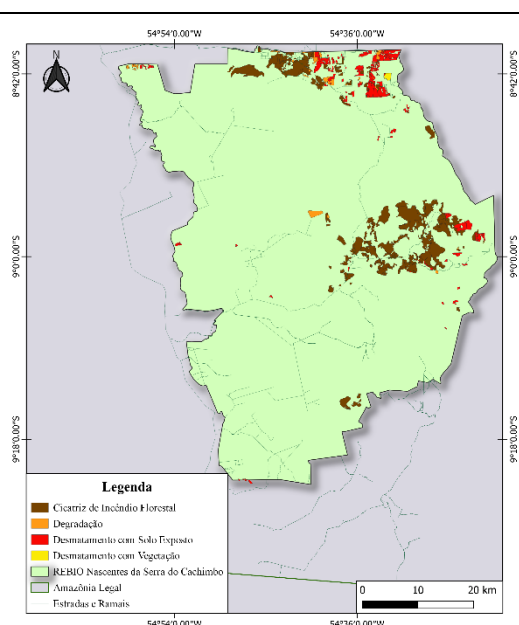 54°54'0.00"W 54°36'0.00"W
N
8°42'0.00"S 8°42'0.00"S
9°0'0.00"S 9°0'0.00"S
9°18'0.00"S 9°18'0.00"S
Legenda
Cicatriz de Incêndio Florestal
Degradação
Desmatamento com Solo Exposto
Desmatamento com Vegetação
REBIO Nascentes da Serra do Cachimbo
Amazônia Legal
Estradas e Ramais
0 10 20 km
54°54'0.00"W 54°36'0.00"W